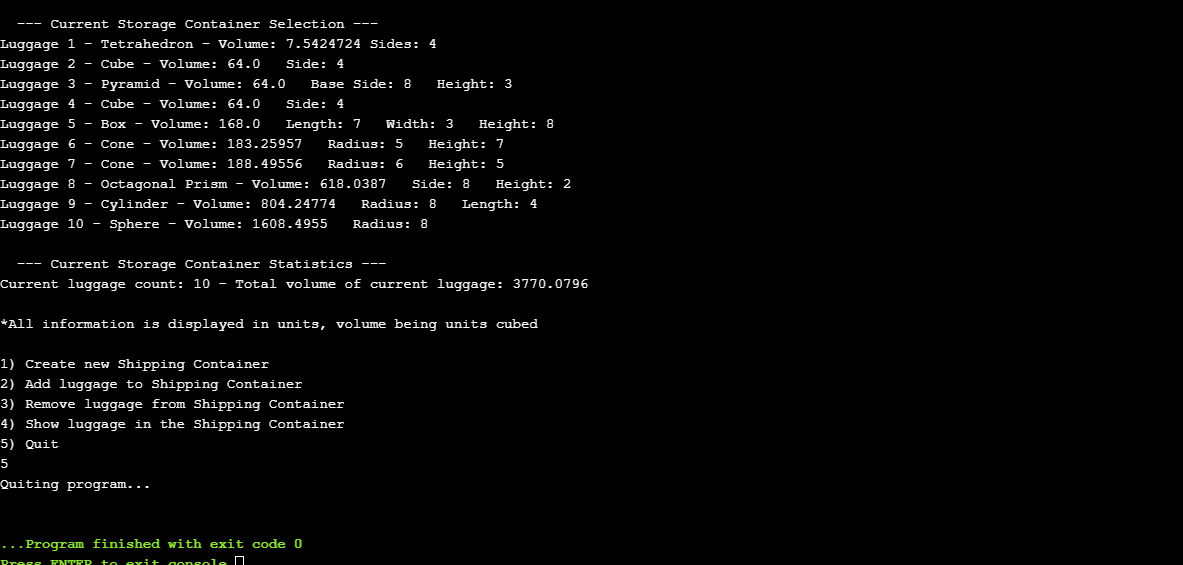 --- Current Storage Container Selection ---
Luggage 1 - Tetrahedron - Volume: 7.5424724 Sides: 4
Luggage 2 - Cube - Volume: 64.0   Side: 4
Luggage 3 - Pyramid - Volume: 64.0   Base Side: 8   Height: 3
Luggage 4 - Cube - Volume: 64.0   Side: 4
Luggage 5 - Box - Volume: 168.0   Length: 7   Width: 3   Height: 8
Luggage 6 - Cone - Volume: 183.25957   Radius: 5   Height: 7
Luggage 7 - Cone - Volume: 188.49556   Radius: 6   Height: 5
Luggage 8 - Octagonal Prism - Volume: 618.0387   Side: 8   Height: 2
Luggage 9 - Cylinder - Volume: 804.24774   Radius: 8   Length: 4
Luggage 10 - Sphere - Volume: 1608.4955   Radius: 8
--- Current Storage Container Statistics ---
Current luggage count: 10 - Total volume of current luggage: 3770.0796
*All information is displayed in units, volume being units cubed
1) Create new Shipping Container
2) Add luggage to Shipping Container
3) Remove luggage from Shipping Container
4) Show luggage in the Shipping Container
5) Quit
5
Quiting program...
...Program finished with exit code 0
Press ENTER to exit console.